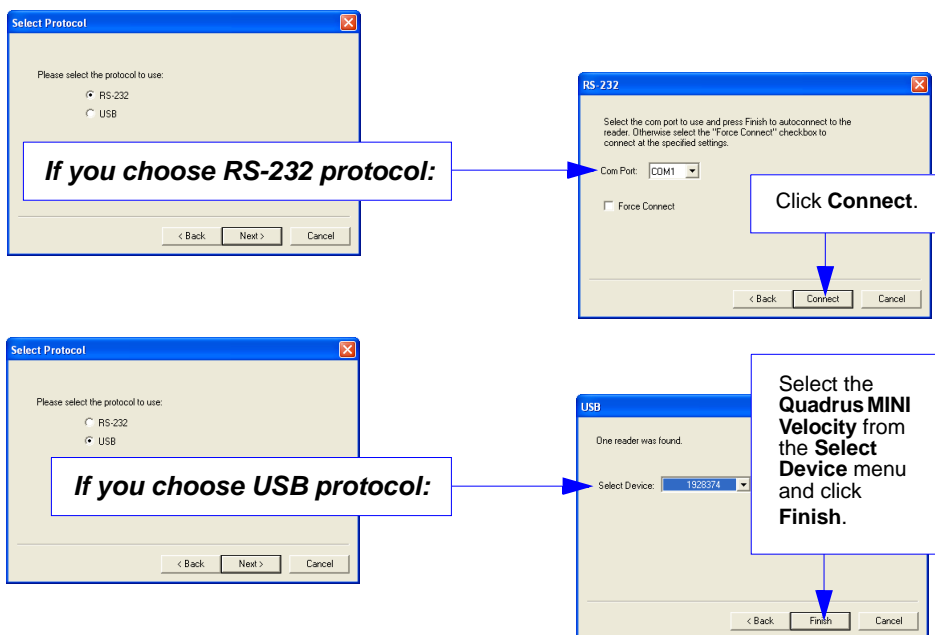 Select Protocol
Please select the protocol to use:
RS-232
USB
If you choose RS-232 protocol:
< Back
Next >
Cancel
RS-232
Select the com port to use and press Finish to autoconnect to the
reader. Otherwise select the "Force Connect" checkbox to
connect at the specified settings.
Com Port:
COM1
Force Connect
Click Connect.
< Back
Connect
Cancel
Select Protocol
Please select the protocol to use:
RS-232
USB
If you choose USB protocol:
< Back
Next >
Cancel
USB
One reader was found.
Select Device:
1928374
Select the
Quadrus MINI
Velocity from
the Select
Device menu
and click
Finish.
< Back
Finish
Cancel